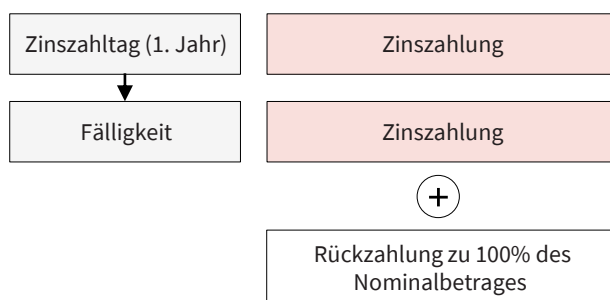 Zinszahltag (1. Jahr)
Zinszahlung
Fälligkeit
Zinszahlung
+
Rückzahlung zu 100% des
Nominalbetrages